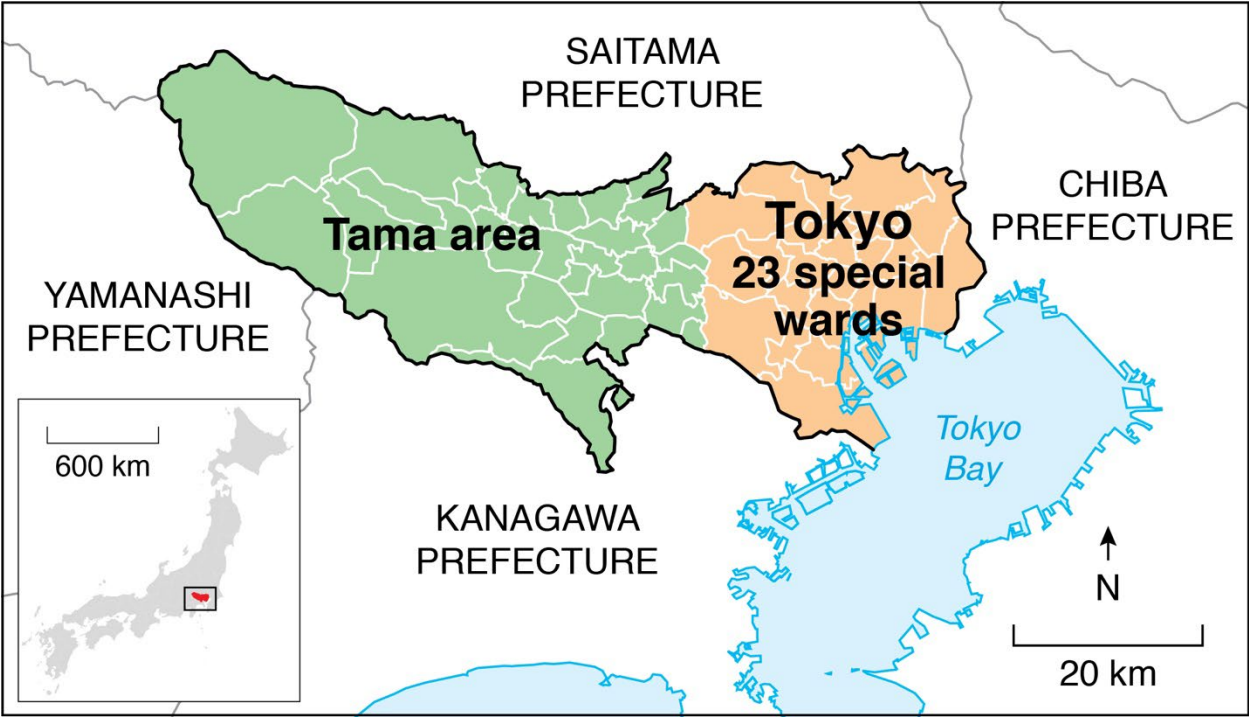 SAITAMA
PREFECTURE
CHIBA
PREFECTURE
Tokyo
23 special
wards
Tama area
YAMANASHI
PREFECTURE
600 km
Tokyo
Bay
KANAGAWA
PREFECTURE
N
20 km